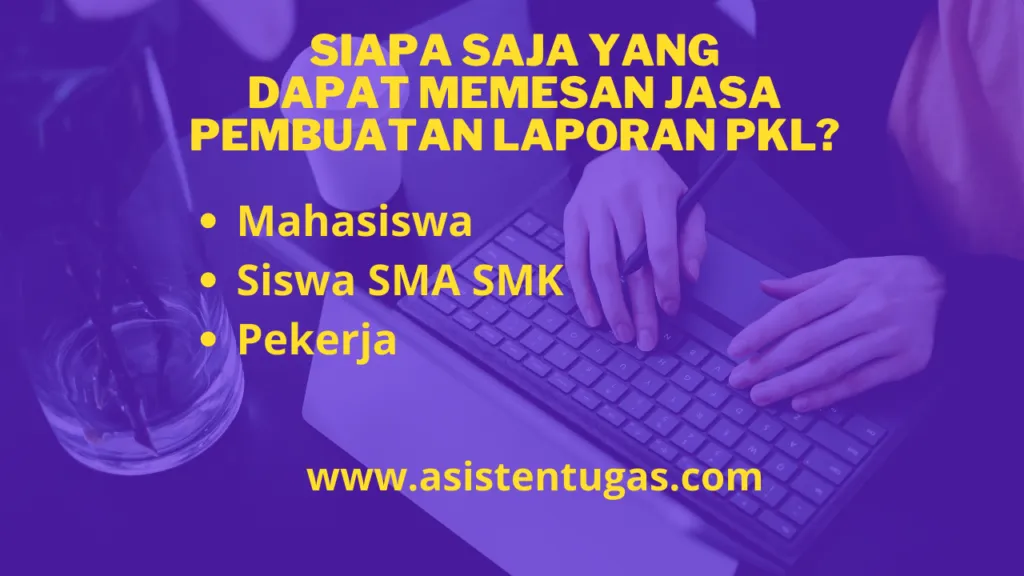 SIAPA SAJA YANG
DAPAT MEMESAN JASA
PEMBUATAN LAPORAN PKL?
• Mahasiswa
• Siswa SMA SMK
• Pekerja
www.asistentugas.com